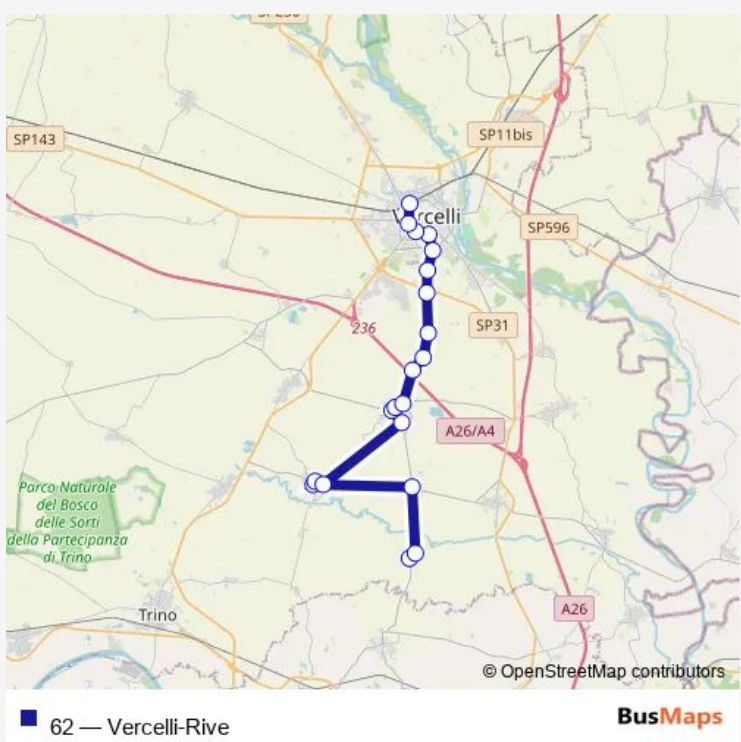 SP143
SP11bis
Vercelli
SP596
236
SP31
A26/A4
Parco Naturale
del Bosco
delle Sorti
della Partecipanza
di Trino
Trino
A26
© OpenStreetMap contributors
62 — Vercelli-Rive
BusMaps